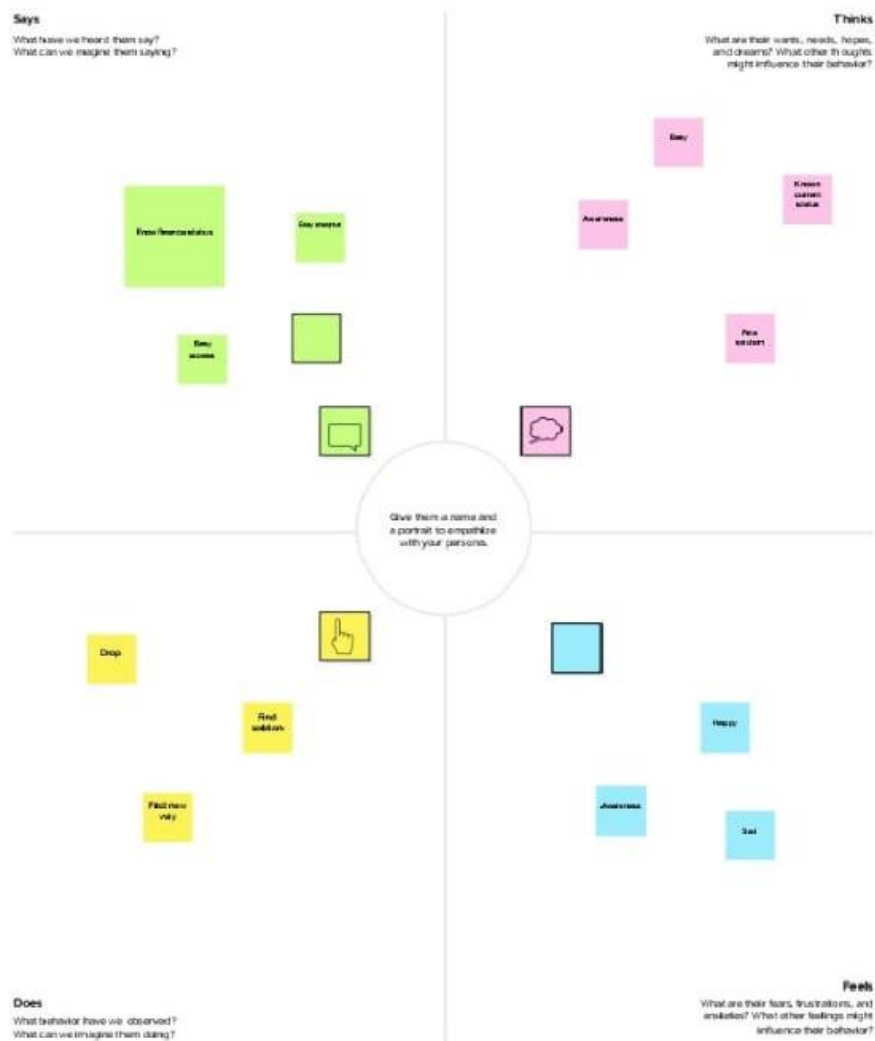 Says
What have we heard them say?
What can we imagine them saying?
Thinks
What are their wants, needs, hopes,
and dreams? What other thoughts
might influence their behavior?
Easy
Known
current
status
Awareness
Know finance status
Easy
access
Find
solution
Give them a name and
a portrait to empathize
with your persona.
Drop
Find
solution
Find new
way
Happy
Awareness
Sad
Does
What behavior have we observed?
What can we imagine them doing?
Feels
What are their fears, frustrations, and
anxieties? What other feelings might
influence their behavior?